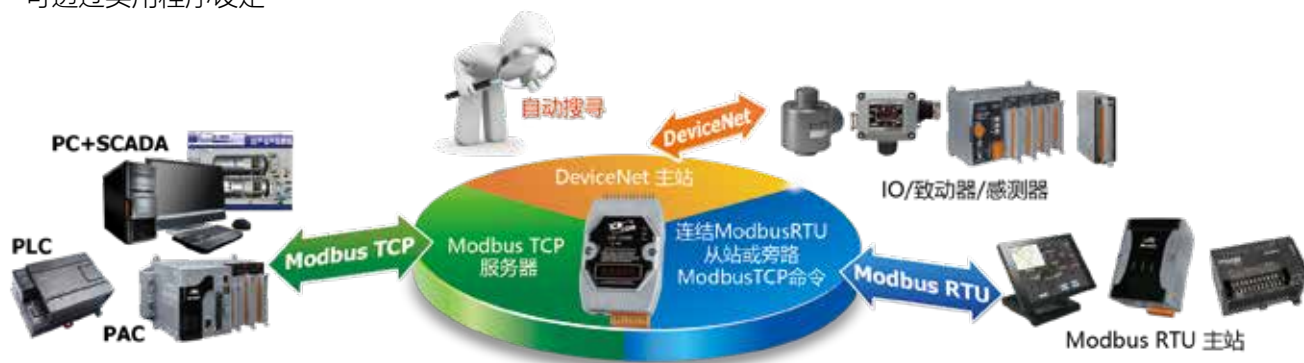 自动搜寻
PC+SCADA
DeviceNet
DeviceNet 主站
IO/致动器/感测器
PLC
Modbus TCP
Modbus TCP
服务器
连结ModbusRTU
从站或旁路
ModbusTCP命令
Modbus RTU
PAC
Modbus RTU 主站